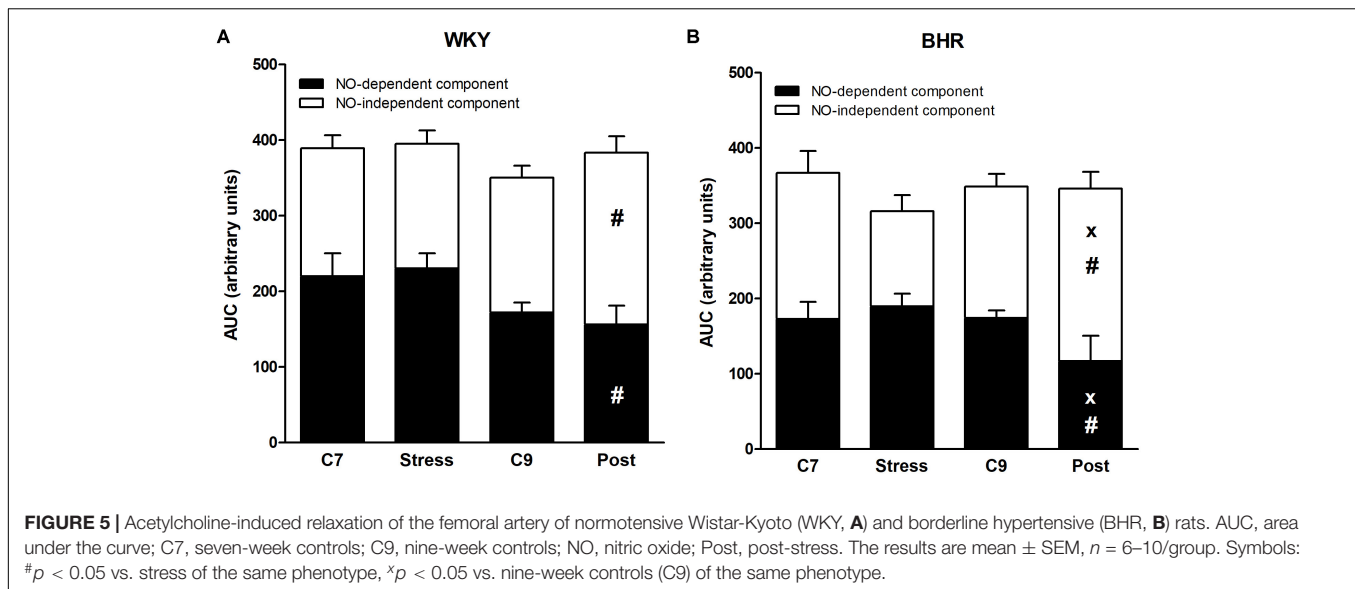 A
WKY
NO-dependent component
NO-independent component
AUC (arbitrary units)
500
400
300
200
100
0
#
#
C7 Stress C9 Post
B
BHR
NO-dependent component
NO-independent component
AUC (arbitrary units)
500
400
300
200
100
0
x
#
x
#
C7 Stress C9 Post
FIGURE 5 | Acetylcholine-induced relaxation of the femoral artery of normotensive Wistar-Kyoto (WKY, A) and borderline hypertensive (BHR, B) rats. AUC, area
under the curve; C7, seven-week controls; C9, nine-week controls; NO, nitric oxide; Post, post-stress. The results are mean ± SEM, n = 6–10/group. Symbols:
#p < 0.05 vs. stress of the same phenotype, xp < 0.05 vs. nine-week controls (C9) of the same phenotype.